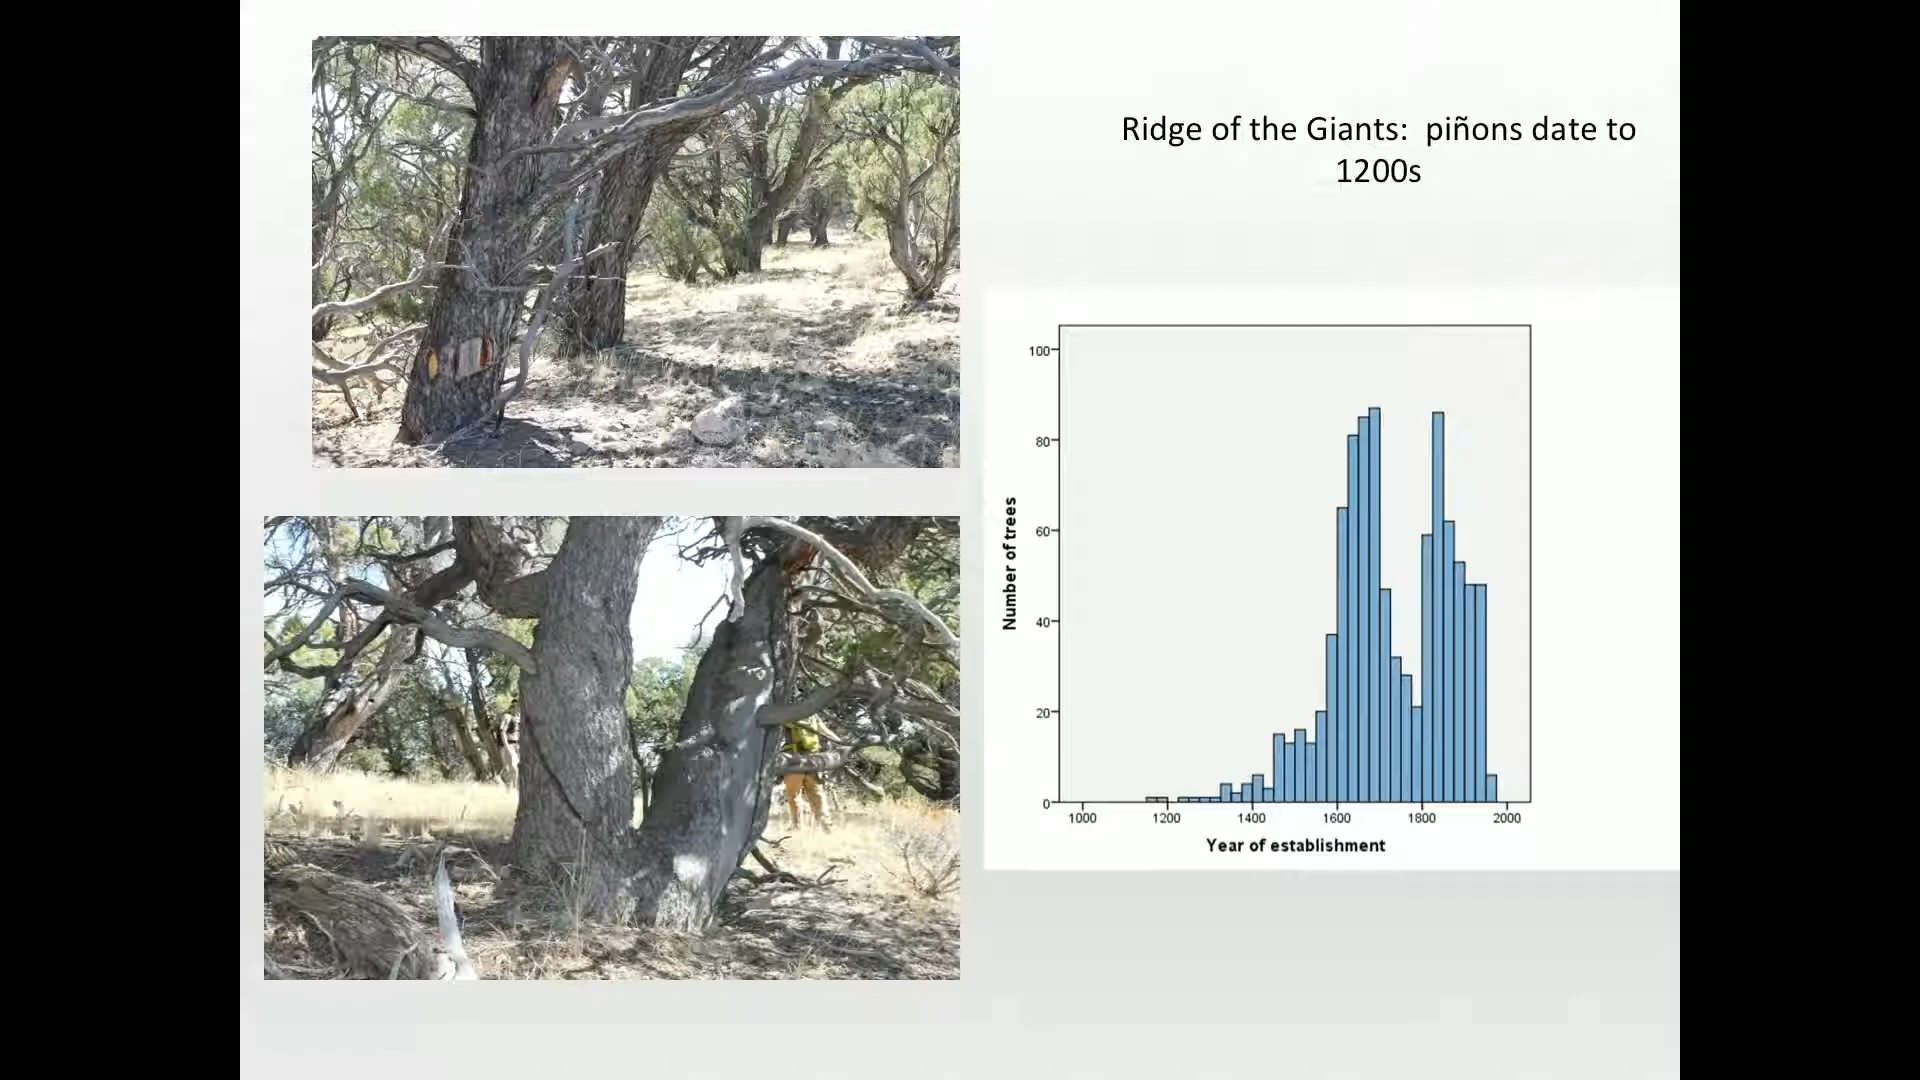 Ridge of the Giants:  piñons date to
1200s
100
80
60
40
20
0
Number of trees
1000 1200 1400 1600 1800 2000
Year of establishment